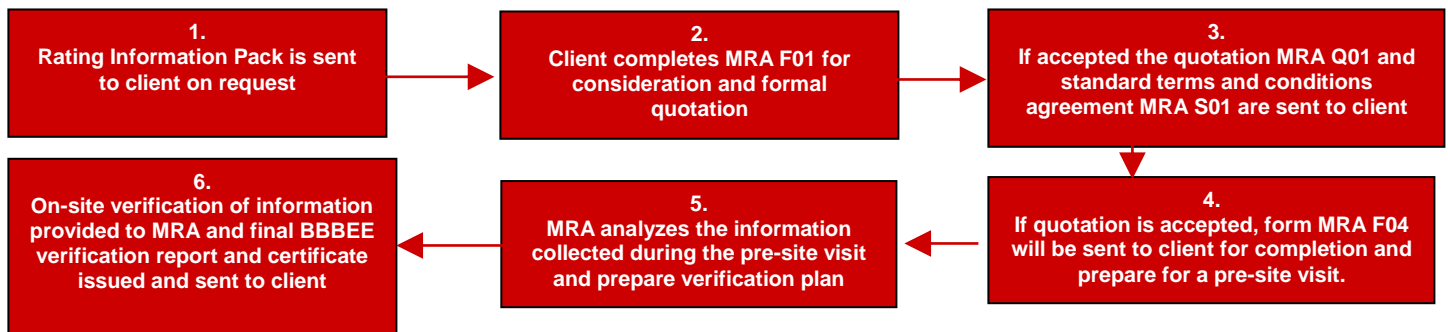 1.
Rating Information Pack is sent
to client on request
2.
Client completes MRA F01 for
consideration and formal
quotation
3.
If accepted the quotation MRA Q01 and
standard terms and conditions
agreement MRA S01 are sent to client
4.
If quotation is accepted, form MRA F04
will be sent to client for completion and
prepare for a pre-site visit.
5.
MRA analyzes the information
collected during the pre-site visit
and prepare verification plan
6.
On-site verification of information
provided to MRA and final BBBEE
verification report and certificate
issued and sent to client